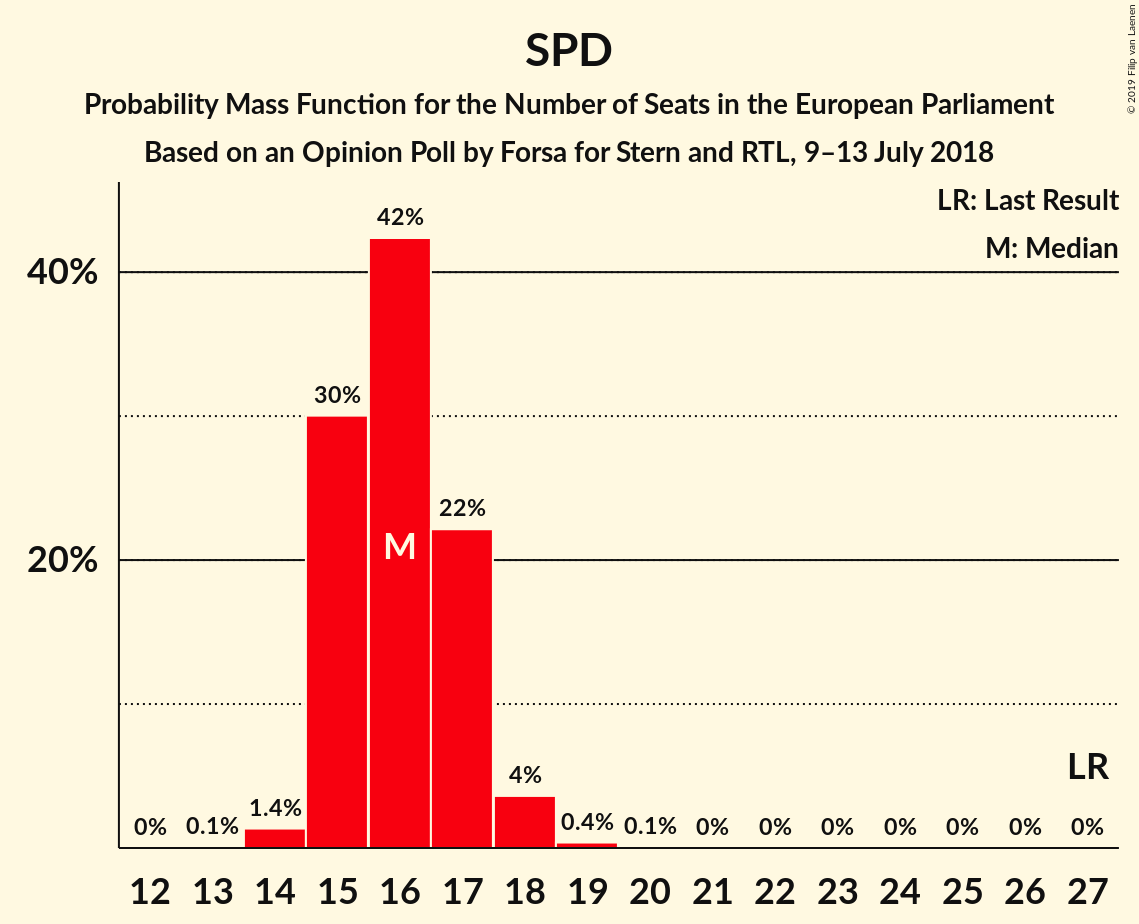 SPD
Probability Mass Function for the Number of Seats in the European Parliament
Based on an Opinion Poll by Forsa for Stern and RTL, 9–13 July 2018
© 2019 Filip van Laenen
LR: Last Result
M: Median
40%
20%
0% 0.1% 1.4% 30% 42% 22% 4% 0.4% 0.1% 0% 0% 0% 0% 0% 0% 0%
M
LR
12 13 14 15 16 17 18 19 20 21 22 23 24 25 26 27